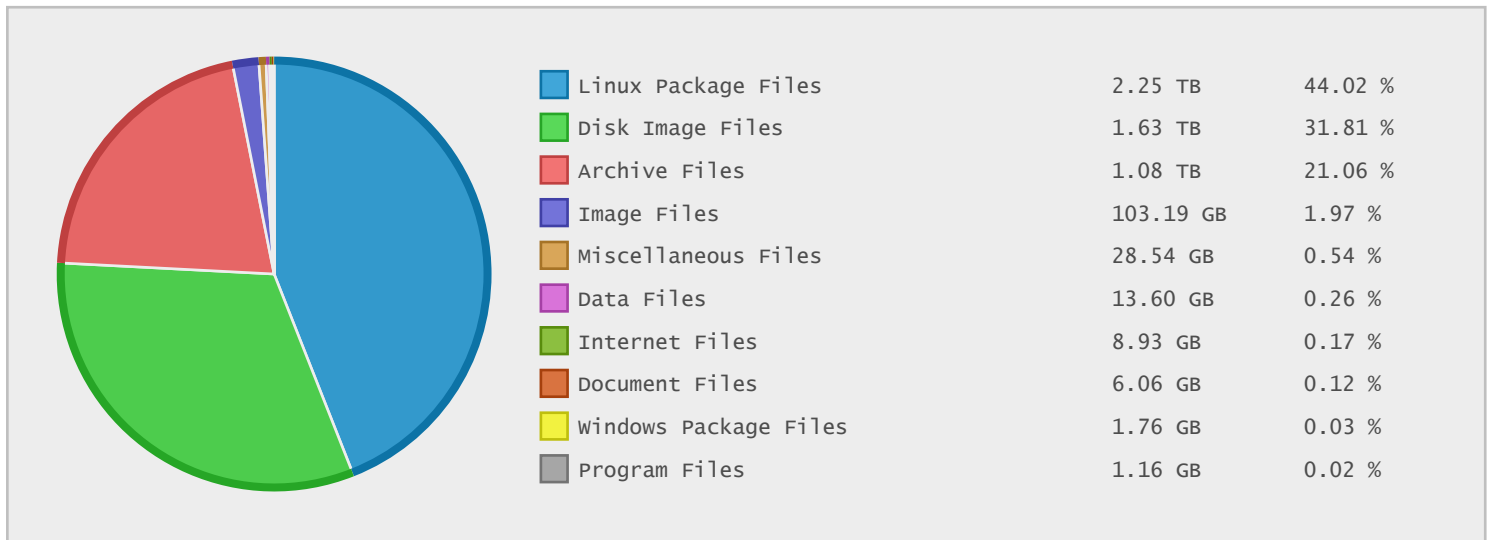 Linux Package Files 2.25 TB 44.02 %
Disk Image Files 1.63 TB 31.81 %
Archive Files 1.08 TB 21.06 %
Image Files 103.19 GB 1.97 %
Miscellaneous Files 28.54 GB 0.54 %
Data Files 13.60 GB 0.26 %
Internet Files 8.93 GB 0.17 %
Document Files 6.06 GB 0.12 %
Windows Package Files 1.76 GB 0.03 %
Program Files 1.16 GB 0.02 %